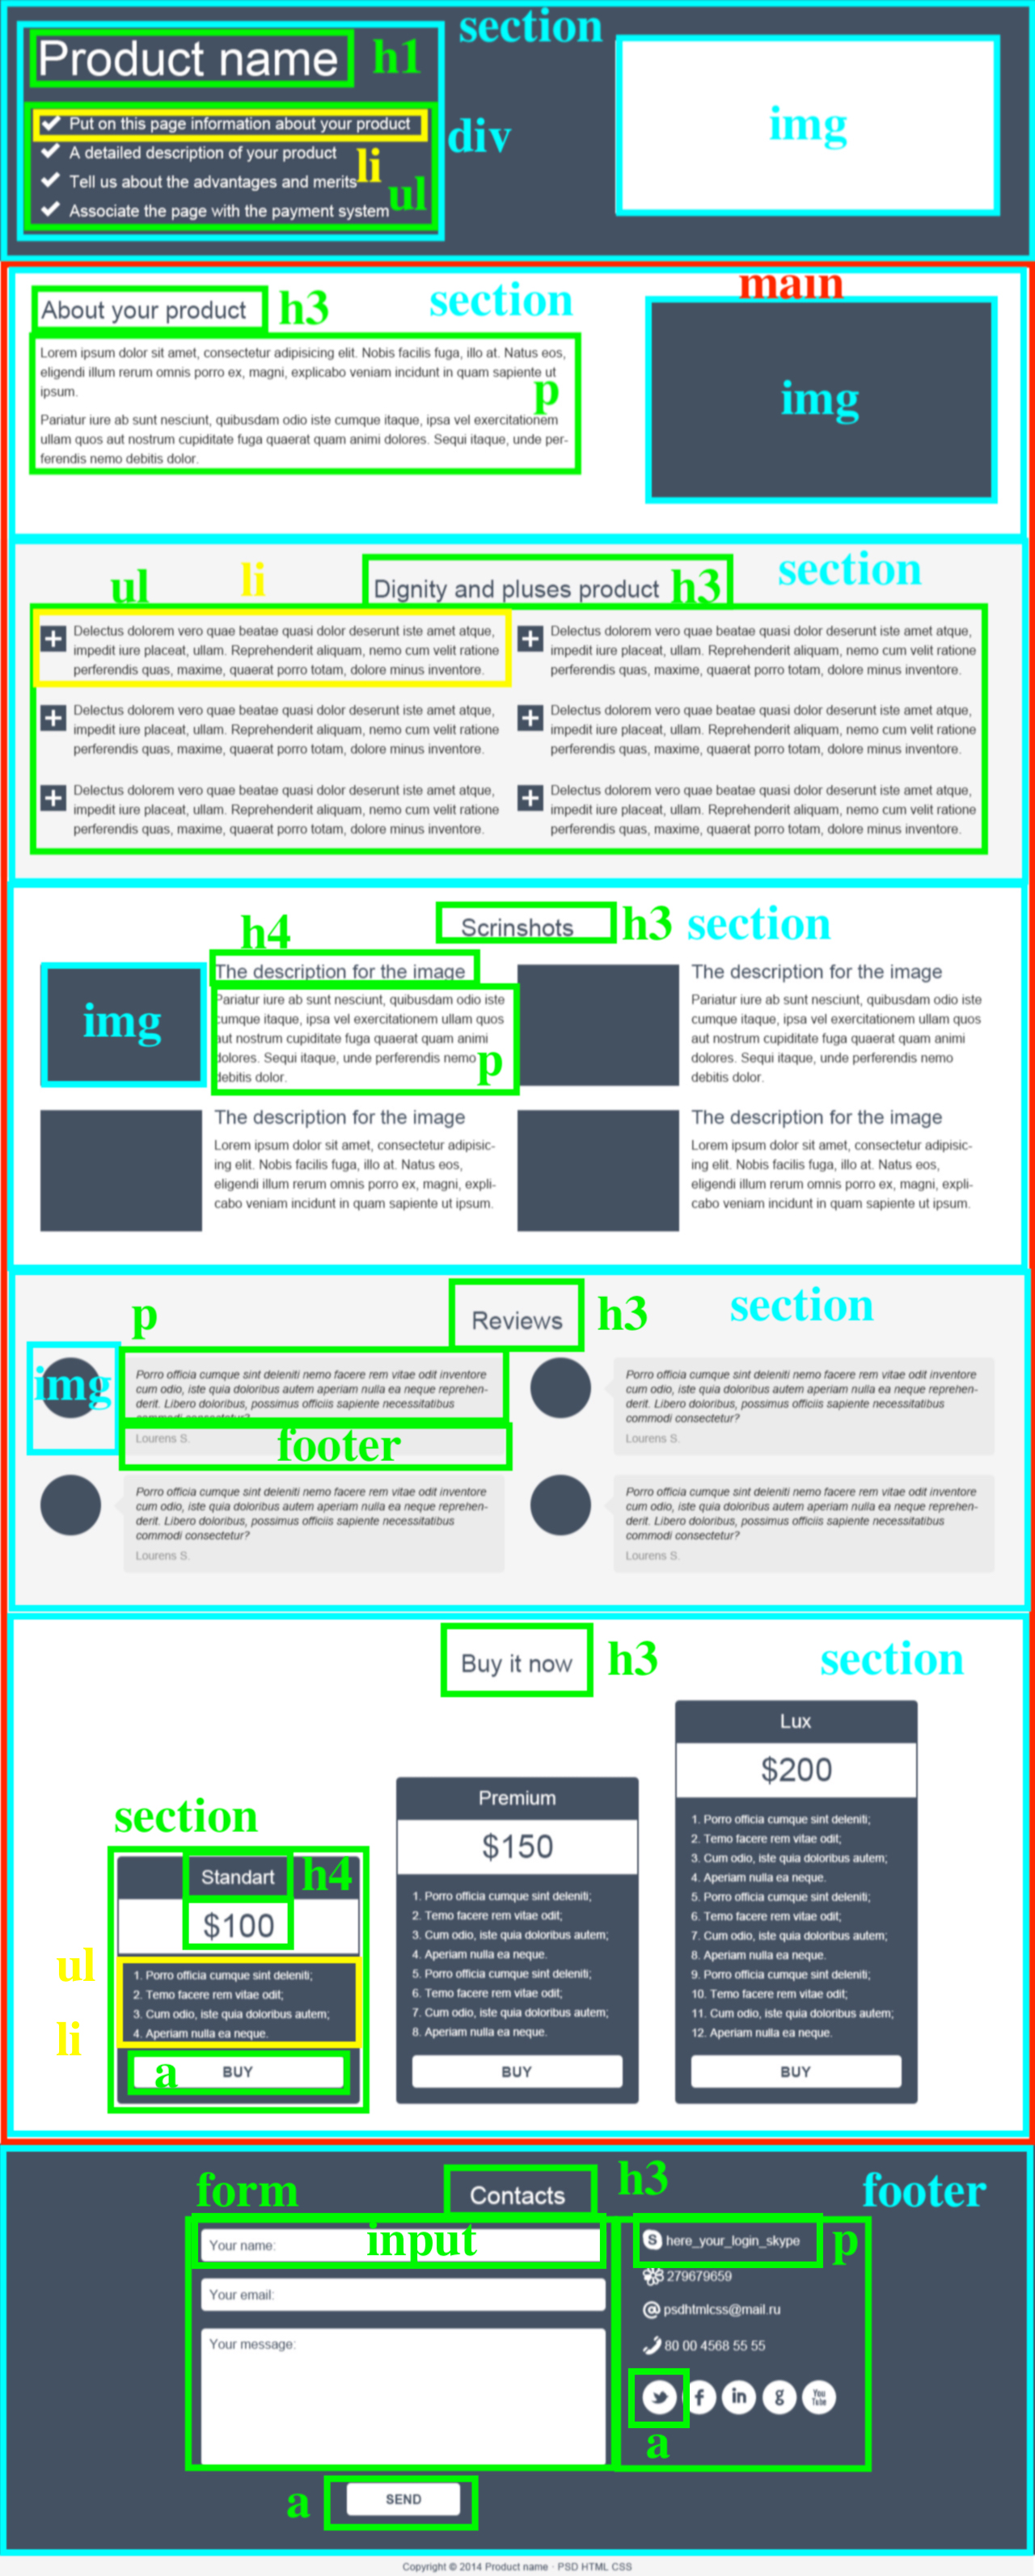 section
Product name
h1
img
Put on this page information about your product
div
A detailed description of your product
li
Tell us about the advantages and merits
ul
Associate the page with the payment system
main
About your product
h3
section
Lorem ipsum dolor sit amet, consectetur adipisicing elit. Nobis facilis fuga, illo at. Natus eos,
eligendi illum rerum omnis porro ex, magni, explicabo veniam incidunt in quam sapiente ut
ipsum.
p
img
Pariatur iure ab sunt nesciunt, quibusdam odio iste cumque itaque, ipsa vel exercitationem
ullam quos aut nostrum cupiditate fuga quaerat quam animi dolores. Sequi itaque, unde per-
ferendis nemo debitis dolor.
section
ul
li
Dignity and pluses product
h3
Delectus dolorem vero quae beatae quasi dolor deserunt iste amet atque,
impedit iure placeat, ullam. Reprehenderit aliquam, nemo cum velit ratione
perferendis quas, maxime, quaerat porro totam, dolore minus inventore.
Delectus dolorem vero quae beatae quasi dolor deserunt iste amet atque,
impedit iure placeat, ullam. Reprehenderit aliquam, nemo cum velit ratione
perferendis quas, maxime, quaerat porro totam, dolore minus inventore.
Delectus dolorem vero quae beatae quasi dolor deserunt iste amet atque,
impedit iure placeat, ullam. Reprehenderit aliquam, nemo cum velit ratione
perferendis quas, maxime, quaerat porro totam, dolore minus inventore.
Delectus dolorem vero quae beatae quasi dolor deserunt iste amet atque,
impedit iure placeat, ullam. Reprehenderit aliquam, nemo cum velit ratione
perferendis quas, maxime, quaerat porro totam, dolore minus inventore.
Delectus dolorem vero quae beatae quasi dolor deserunt iste amet atque,
impedit iure placeat, ullam. Reprehenderit aliquam, nemo cum velit ratione
perferendis quas, maxime, quaerat porro totam, dolore minus inventore.
Delectus dolorem vero quae beatae quasi dolor deserunt iste amet atque,
impedit iure placeat, ullam. Reprehenderit aliquam, nemo cum velit ratione
perferendis quas, maxime, quaerat porro totam, dolore minus inventore.
h4
Scrinshots
h3
section
img
The description for the image
Pariatur iure ab sunt nesciunt, quibusdam odio iste
cumque itaque, ipsa vel exercitationem ullam quos
aut nostrum cupiditate fuga quaerat quam animi
dolores. Sequi itaque, unde perferendis nemo
debitis dolor.
p
The description for the image
Pariatur iure ab sunt nesciunt, quibusdam odio iste
cumque itaque, ipsa vel exercitationem ullam quos
aut nostrum cupiditate fuga quaerat quam animi
dolores. Sequi itaque, unde perferendis nemo
debitis dolor.
The description for the image
Lorem ipsum dolor sit amet, consectetur adipisic-
ing elit. Nobis facilis fuga, illo at. Natus eos,
eligendi illum rerum omnis porro ex, magni, expli-
cabo veniam incidunt in quam sapiente ut ipsum.
The description for the image
Lorem ipsum dolor sit amet, consectetur adipisic-
ing elit. Nobis facilis fuga, illo at. Natus eos,
eligendi illum rerum omnis porro ex, magni, expli-
cabo veniam incidunt in quam sapiente ut ipsum.
p
Reviews
h3
section
img
Porro officia cumque sint deleniti nemo facere rem vitae odit inventore
cum odio, iste quia doloribus autem aperiam nulla ea neque reprehen-
derit. Libero doloribus, possimus officiis sapiente necessitatibus
commodi consectetur?
Lourens S.
footer
Porro officia cumque sint deleniti nemo facere rem vitae odit inventore
cum odio, iste quia doloribus autem aperiam nulla ea neque reprehen-
derit. Libero doloribus, possimus officiis sapiente necessitatibus
commodi consectetur?
Lourens S.
Porro officia cumque sint deleniti nemo facere rem vitae odit inventore
cum odio, iste quia doloribus autem aperiam nulla ea neque reprehen-
derit. Libero doloribus, possimus officiis sapiente necessitatibus
commodi consectetur?
Lourens S.
Porro officia cumque sint deleniti nemo facere rem vitae odit inventore
cum odio, iste quia doloribus autem aperiam nulla ea neque reprehen-
derit. Libero doloribus, possimus officiis sapiente necessitatibus
commodi consectetur?
Lourens S.
Buy it now
h3
section
section
Standart
h4
$100
ul
li
1. Porro officia cumque sint deleniti;
2. Temo facere rem vitae odit;
3. Cum odio, iste quia doloribus autem;
4. Aperiam nulla ea neque.
a
BUY
Premium
$150
1. Porro officia cumque sint deleniti;
2. Temo facere rem vitae odit;
3. Cum odio, iste quia doloribus autem;
4. Aperiam nulla ea neque.
5. Porro officia cumque sint deleniti;
6. Temo facere rem vitae odit;
7. Cum odio, iste quia doloribus autem;
8. Aperiam nulla ea neque.
BUY
Lux
$200
1. Porro officia cumque sint deleniti;
2. Temo facere rem vitae odit;
3. Cum odio, iste quia doloribus autem;
4. Aperiam nulla ea neque.
5. Porro officia cumque sint deleniti;
6. Temo facere rem vitae odit;
7. Cum odio, iste quia doloribus autem;
8. Aperiam nulla ea neque.
9. Porro officia cumque sint deleniti;
10. Temo facere rem vitae odit;
11. Cum odio, iste quia doloribus autem;
12. Aperiam nulla ea neque.
BUY
form
Contacts
h3
footer
Your name:
input
Your email:
Your message:
S here_your_login_skype
p
279679659
@ psdhtmlcss@mail.ru
80 00 4568 55 55
f
in
g
You
Tube
a
a
SEND
Copyright © 2014 Product name · PSD HTML CSS